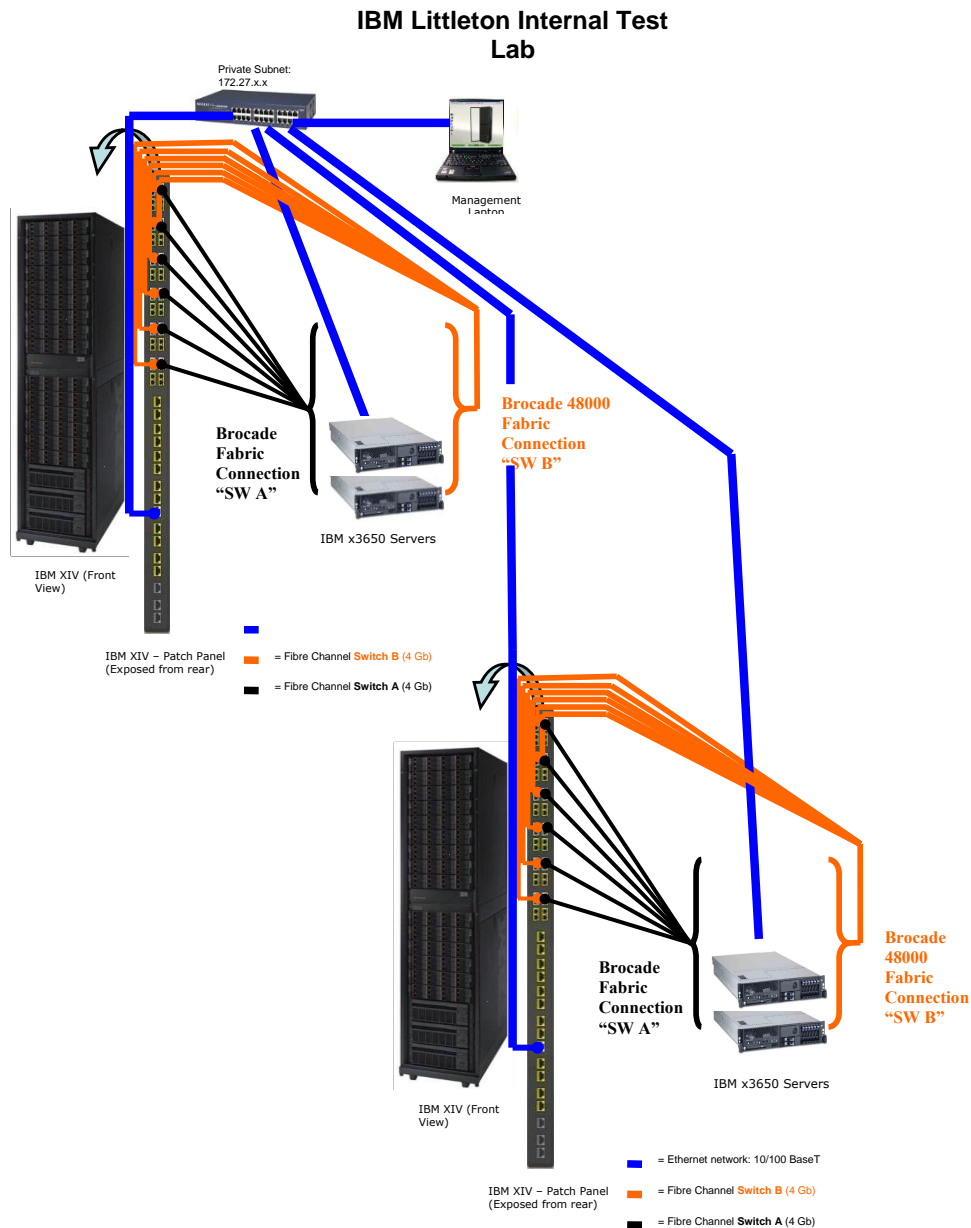 IBM Littleton Internal Test
Lab
Private Subnet:
172.27.x.x
Management
Laptop
Brocade
Fabric
Connection
“SW A”
Brocade 48000
Fabric
Connection
“SW B”
IBM x3650 Servers
IBM XIV (Front
View)
IBM XIV – Patch Panel
(Exposed from rear)
= Fibre Channel Switch B (4 Gb)
= Fibre Channel Switch A (4 Gb)
Brocade
Fabric
Connection
“SW A”
Brocade
48000
Fabric
Connection
“SW B”
IBM x3650 Servers
IBM XIV (Front
View)
IBM XIV – Patch Panel
(Exposed from rear)
= Ethernet network: 10/100 BaseT
= Fibre Channel Switch B (4 Gb)
= Fibre Channel Switch A (4 Gb)